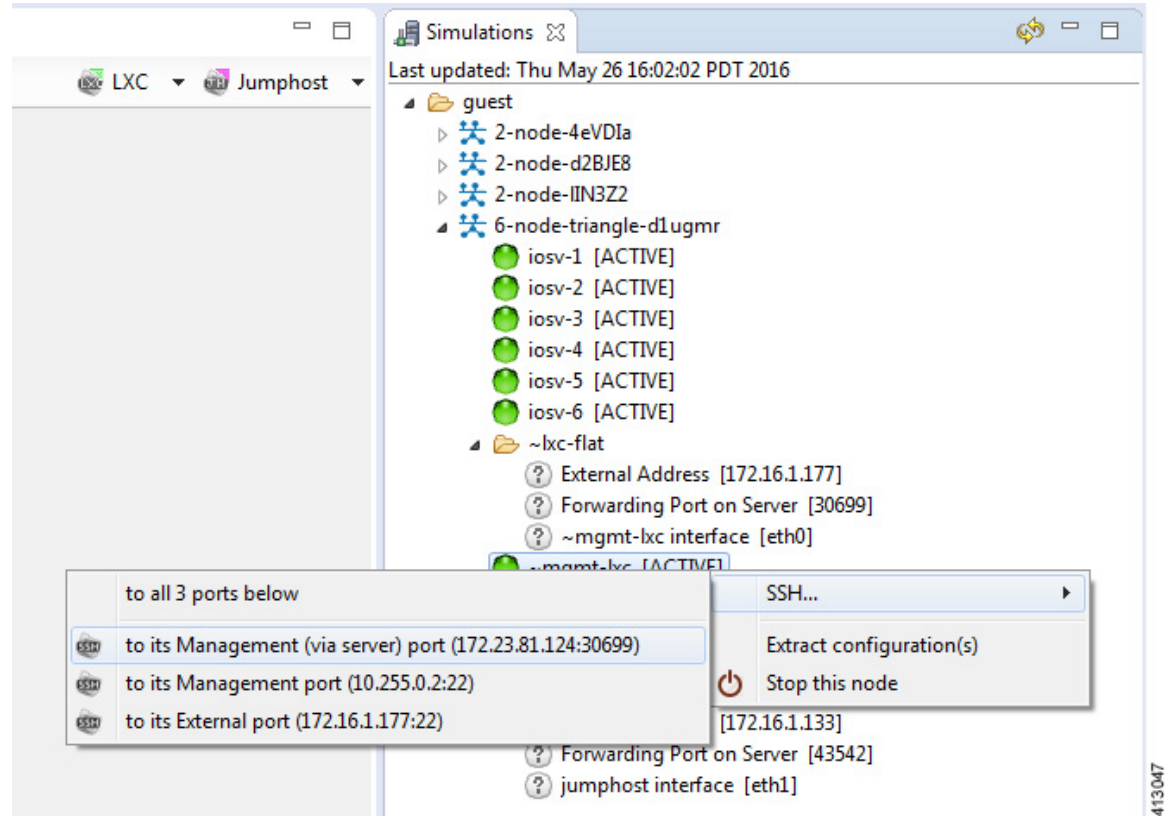 Simulations
LXC
Jumphost
Last updated: Thu May 26 16:02:02 PDT 2016
guest
2-node-4eVDIa
2-node-d2BJE8
2-node-lIN3Z2
6-node-triangle-d1ugmr
iosv-1 [ACTIVE]
iosv-2 [ACTIVE]
iosv-3 [ACTIVE]
iosv-4 [ACTIVE]
iosv-5 [ACTIVE]
iosv-6 [ACTIVE]
~lxc-flat
External Address [172.16.1.177]
Forwarding Port on Server [30699]
~mgmt-lxc interface [eth0]
~mgmt-lxc [ACTIVE]
to all 3 ports below
to its Management (via server) port (172.23.81.124:30699)
to its Management port (10.255.0.2:22)
to its External port (172.16.1.177:22)
SSH...
Extract configuration(s)
Stop this node
[172.16.1.133]
Forwarding Port on Server [43542]
jumphost interface [eth1]
413047